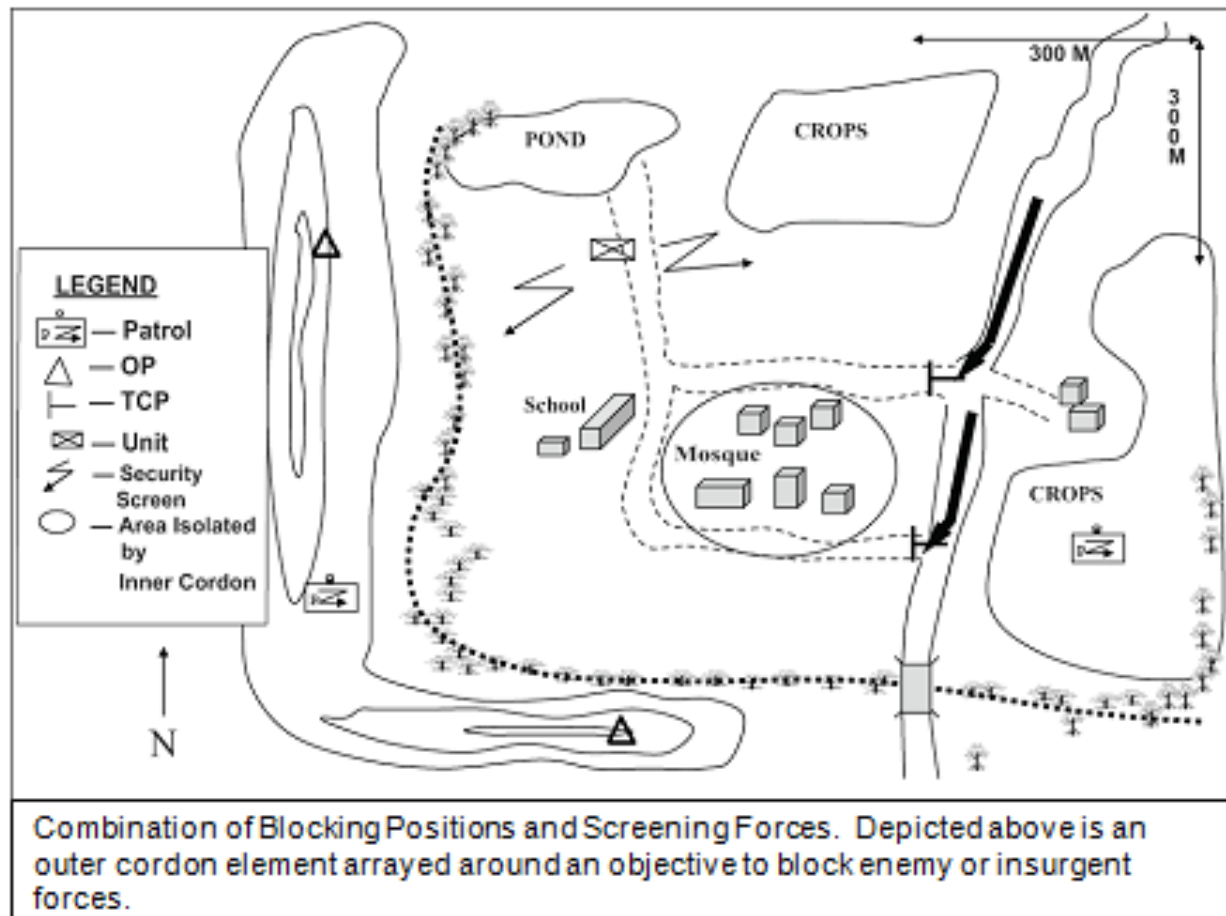 300 M
300M
POND
CROPS
LEGEND
P
— Patrol
— OP
— TCP
— Unit
— Security
Screen
— Area Isolated
by
Inner Cordon
School
Mosque
CROPS
P
P
N
Combination of Blocking Positions and Screening Forces. Depicted above is an
outer cordon element arrayed around an objective to block enemy or insurgent
forces.